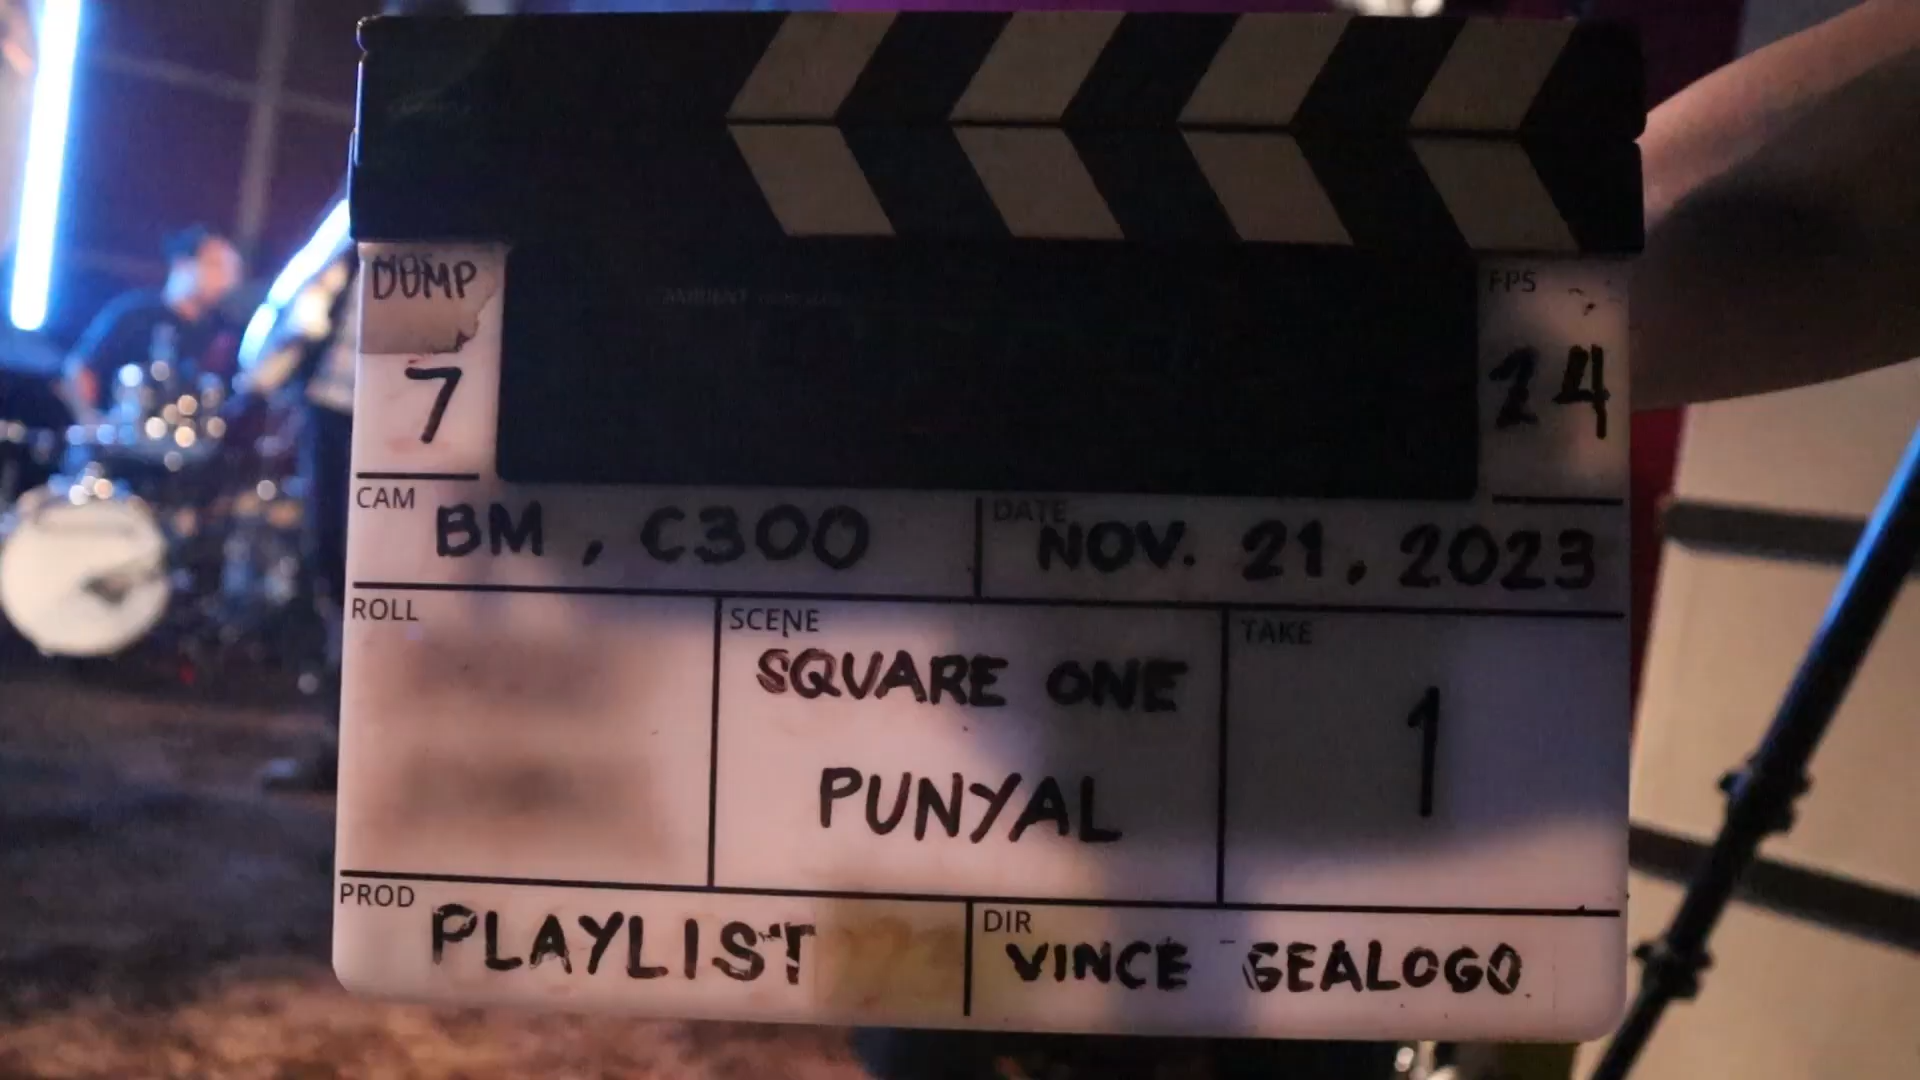 DUMP
7
FPS
24
CAM
BM, C300
DATE
NOV. 21, 2023
ROLL
SCENE
SQUARE ONE
PUNYAL
TAKE
1
PROD
PLAYLIST
DIR
VINCE GEALOGO